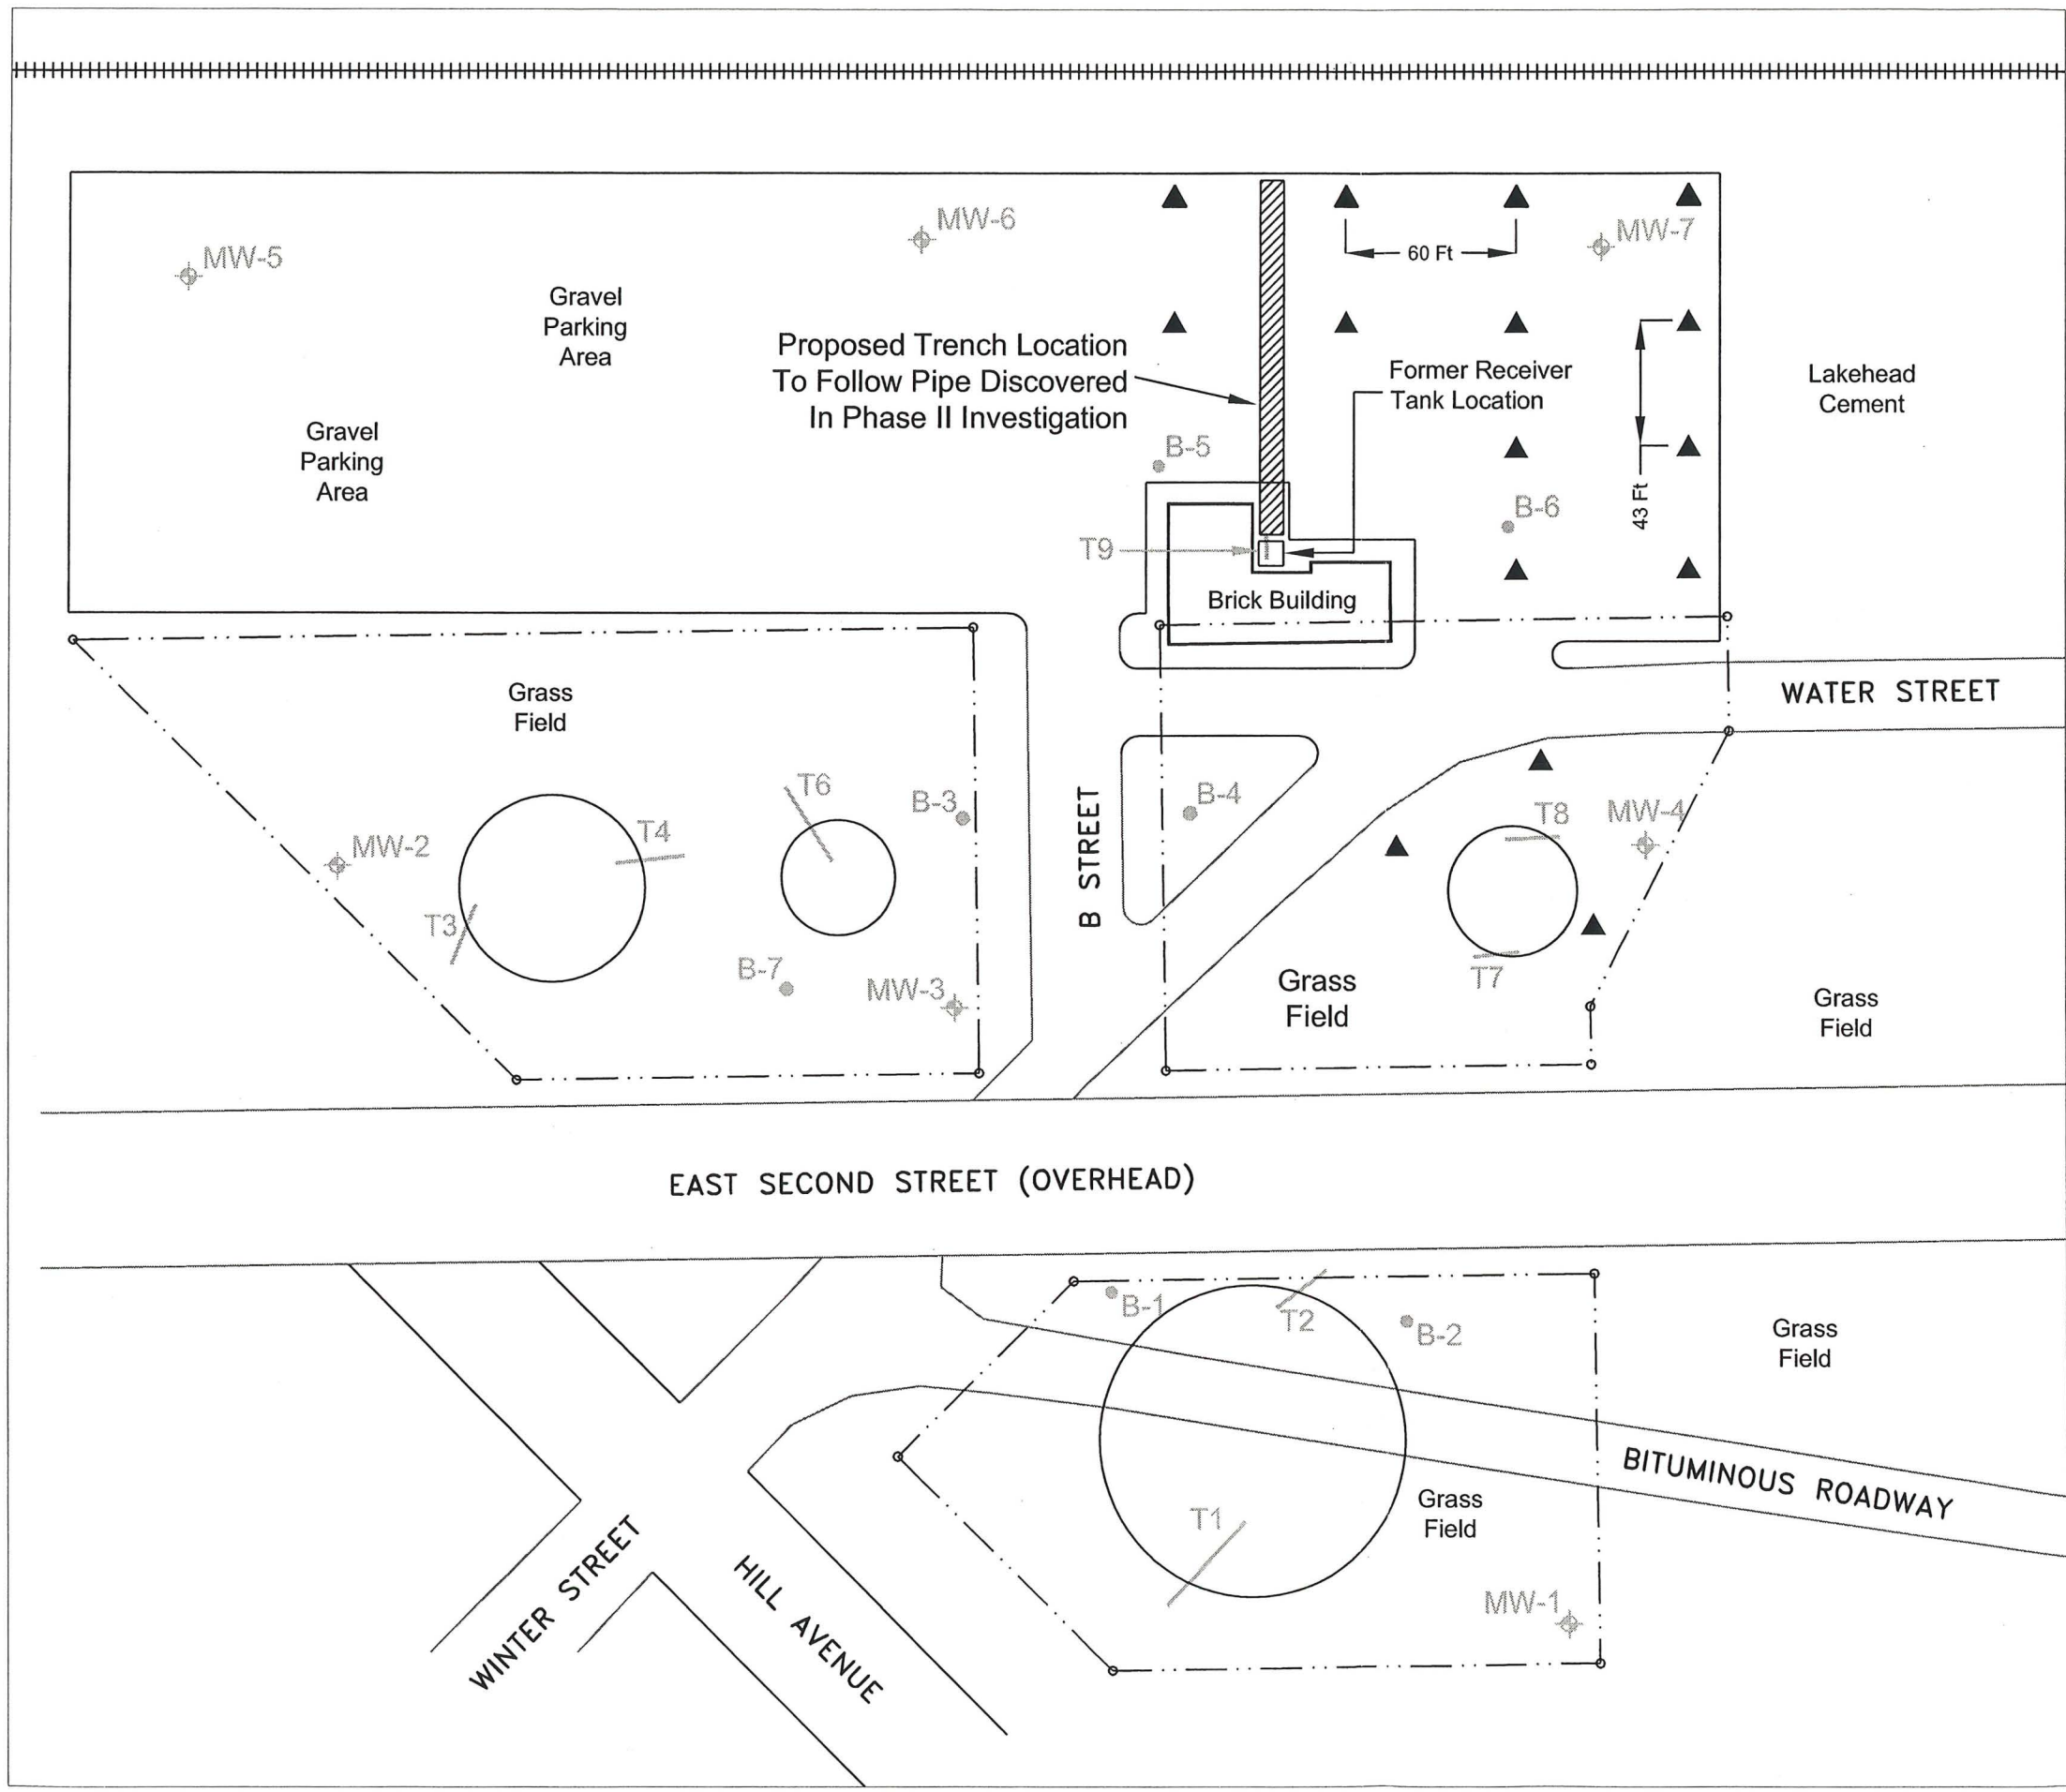 MW-5
MW-6
MW-7
60 Ft
Gravel
Parking
Area
Proposed Trench Location
To Follow Pipe Discovered
In Phase II Investigation
Former Receiver
Tank Location
Lakehead
Cement
Gravel
Parking
Area
B-5
B-6
43 Ft
T9
Brick Building
WATER STREET
Grass
Field
T6
B-3
T4
MW-2
T3
B-7
MW-3
B STREET
B-4
T8
MW-4
T7
Grass
Field
Grass
Field
EAST SECOND STREET (OVERHEAD)
B-1
T2
B-2
Grass
Field
BITUMINOUS ROADWAY
Grass
Field
T1
MW-1
WINTER STREET
HILL AVENUE